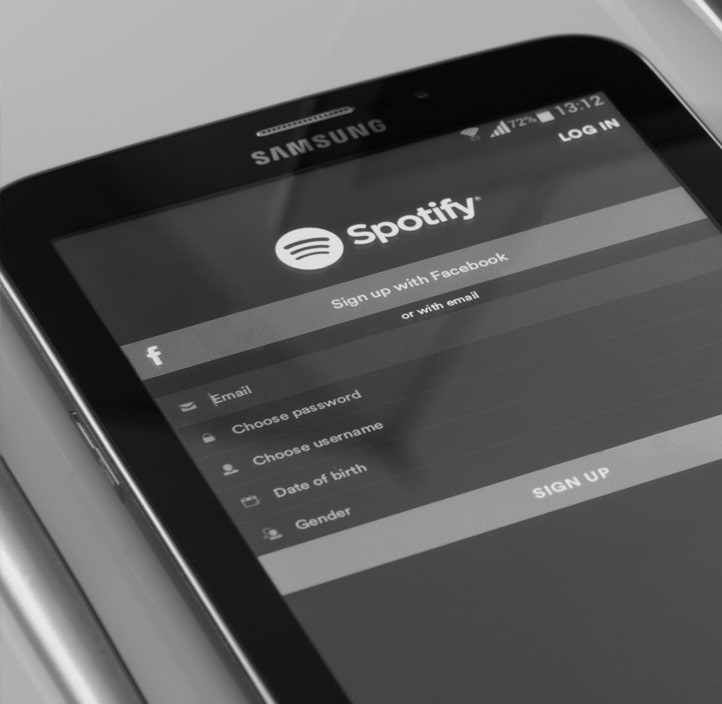 SAMSUNG
72% 13:12
LOG IN
Spotify®
Sign up with Facebook
or with email
f
Email
Choose password
Choose username
Date of birth
Gender
SIGN UP